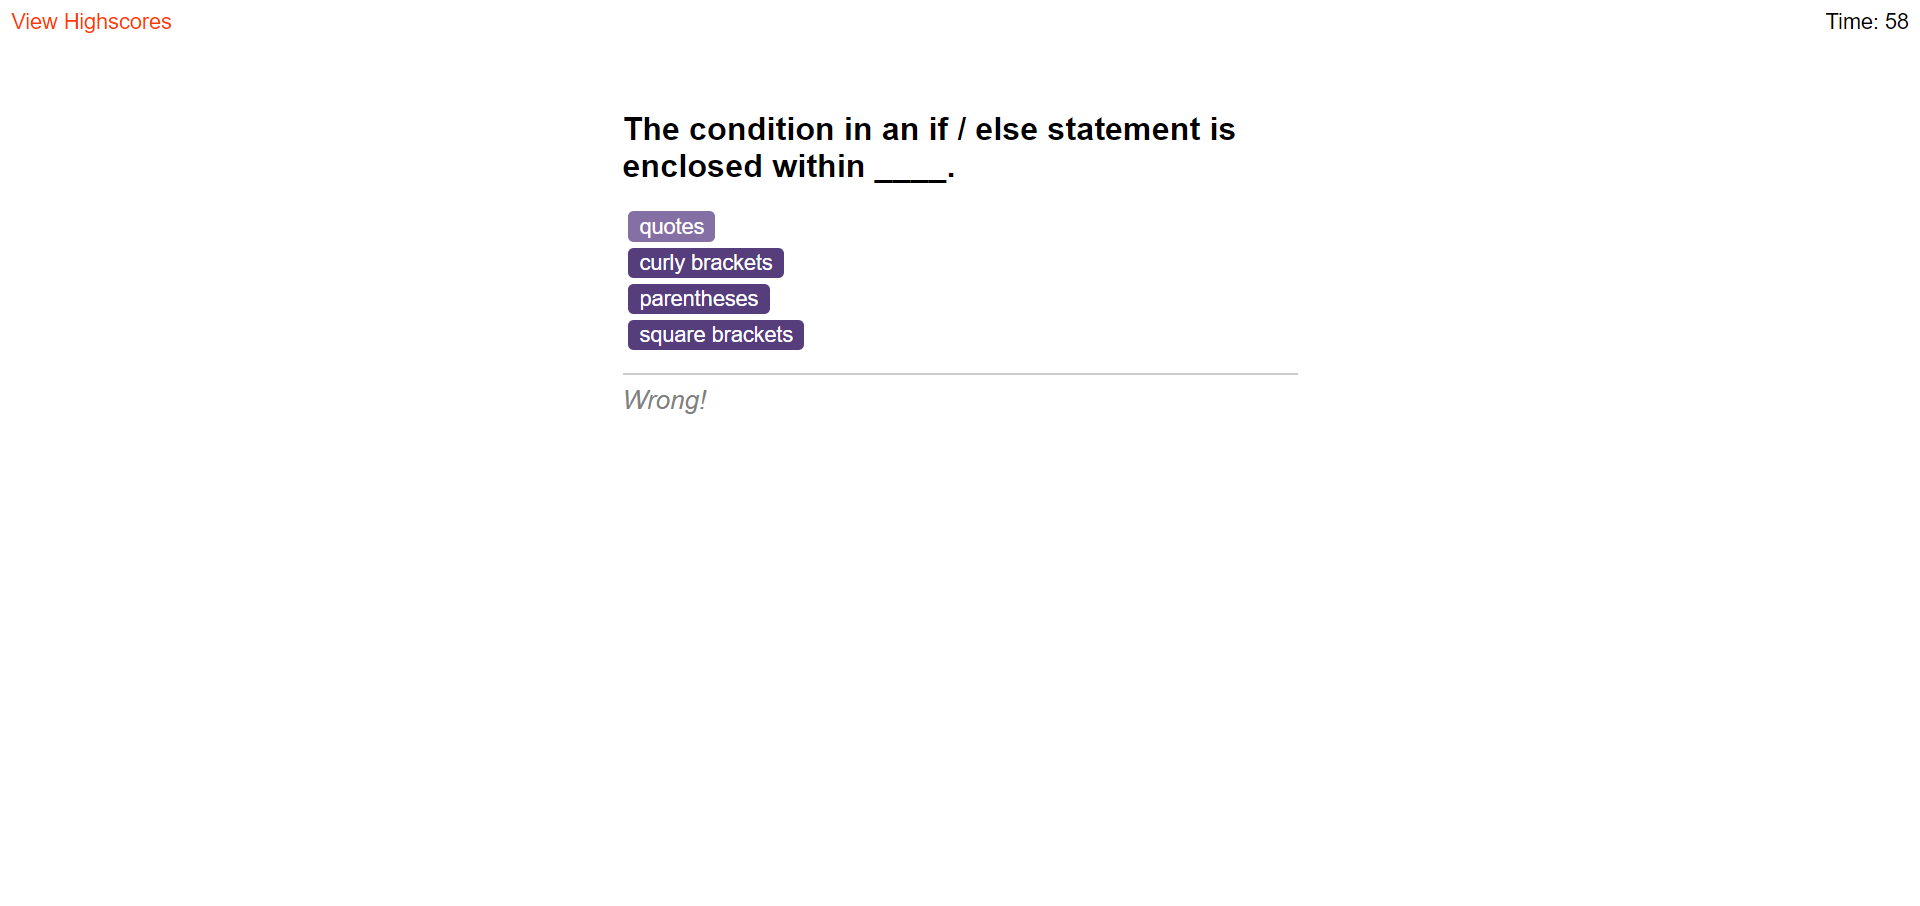 View Highscores
Time: 58
The condition in an if / else statement is
enclosed within ____.
quotes
curly brackets
parentheses
square brackets
Wrong!